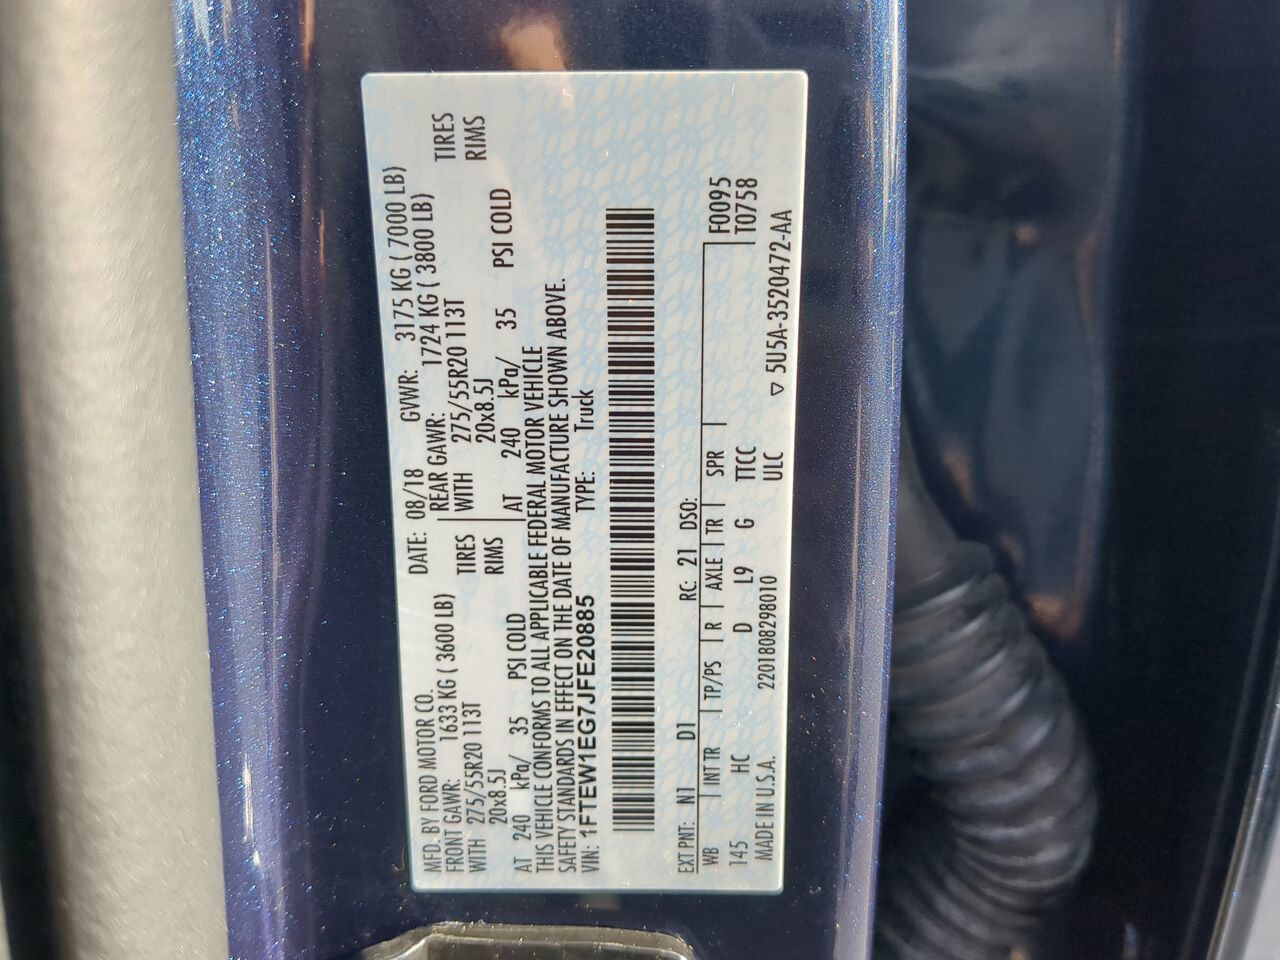 MFD. BY FORD MOTOR CO. DATE: 08/18 GVWR: 3175 KG ( 7000 LB)
FRONT GAWR: 1633 KG ( 3600 LB) REAR GAWR: 1724 KG ( 3800 LB)
WITH 275/55R20 113T TIRES WITH 275/55R20 113T TIRES
20x8.5J RIMS 20x8.5J RIMS
AT 240 kPa/ 35 PSI COLD AT 240 kPa/ 35 PSI COLD
THIS VEHICLE CONFORMS TO ALL APPLICABLE FEDERAL MOTOR VEHICLE
SAFETY STANDARDS IN EFFECT ON THE DATE OF MANUFACTURE SHOWN ABOVE.
VIN: 1FTEW1EG7JFE20885 TYPE: Truck
EXT PNT: N1 D1 RC: 21 DSO:
WB INT TR TP/PS R AXLE TR SPR F0095
145 HC D L9 G TTCC T0758
MADE IN U.S.A. 2201808298010 ULC ▽ 5U5A-3520472-AA